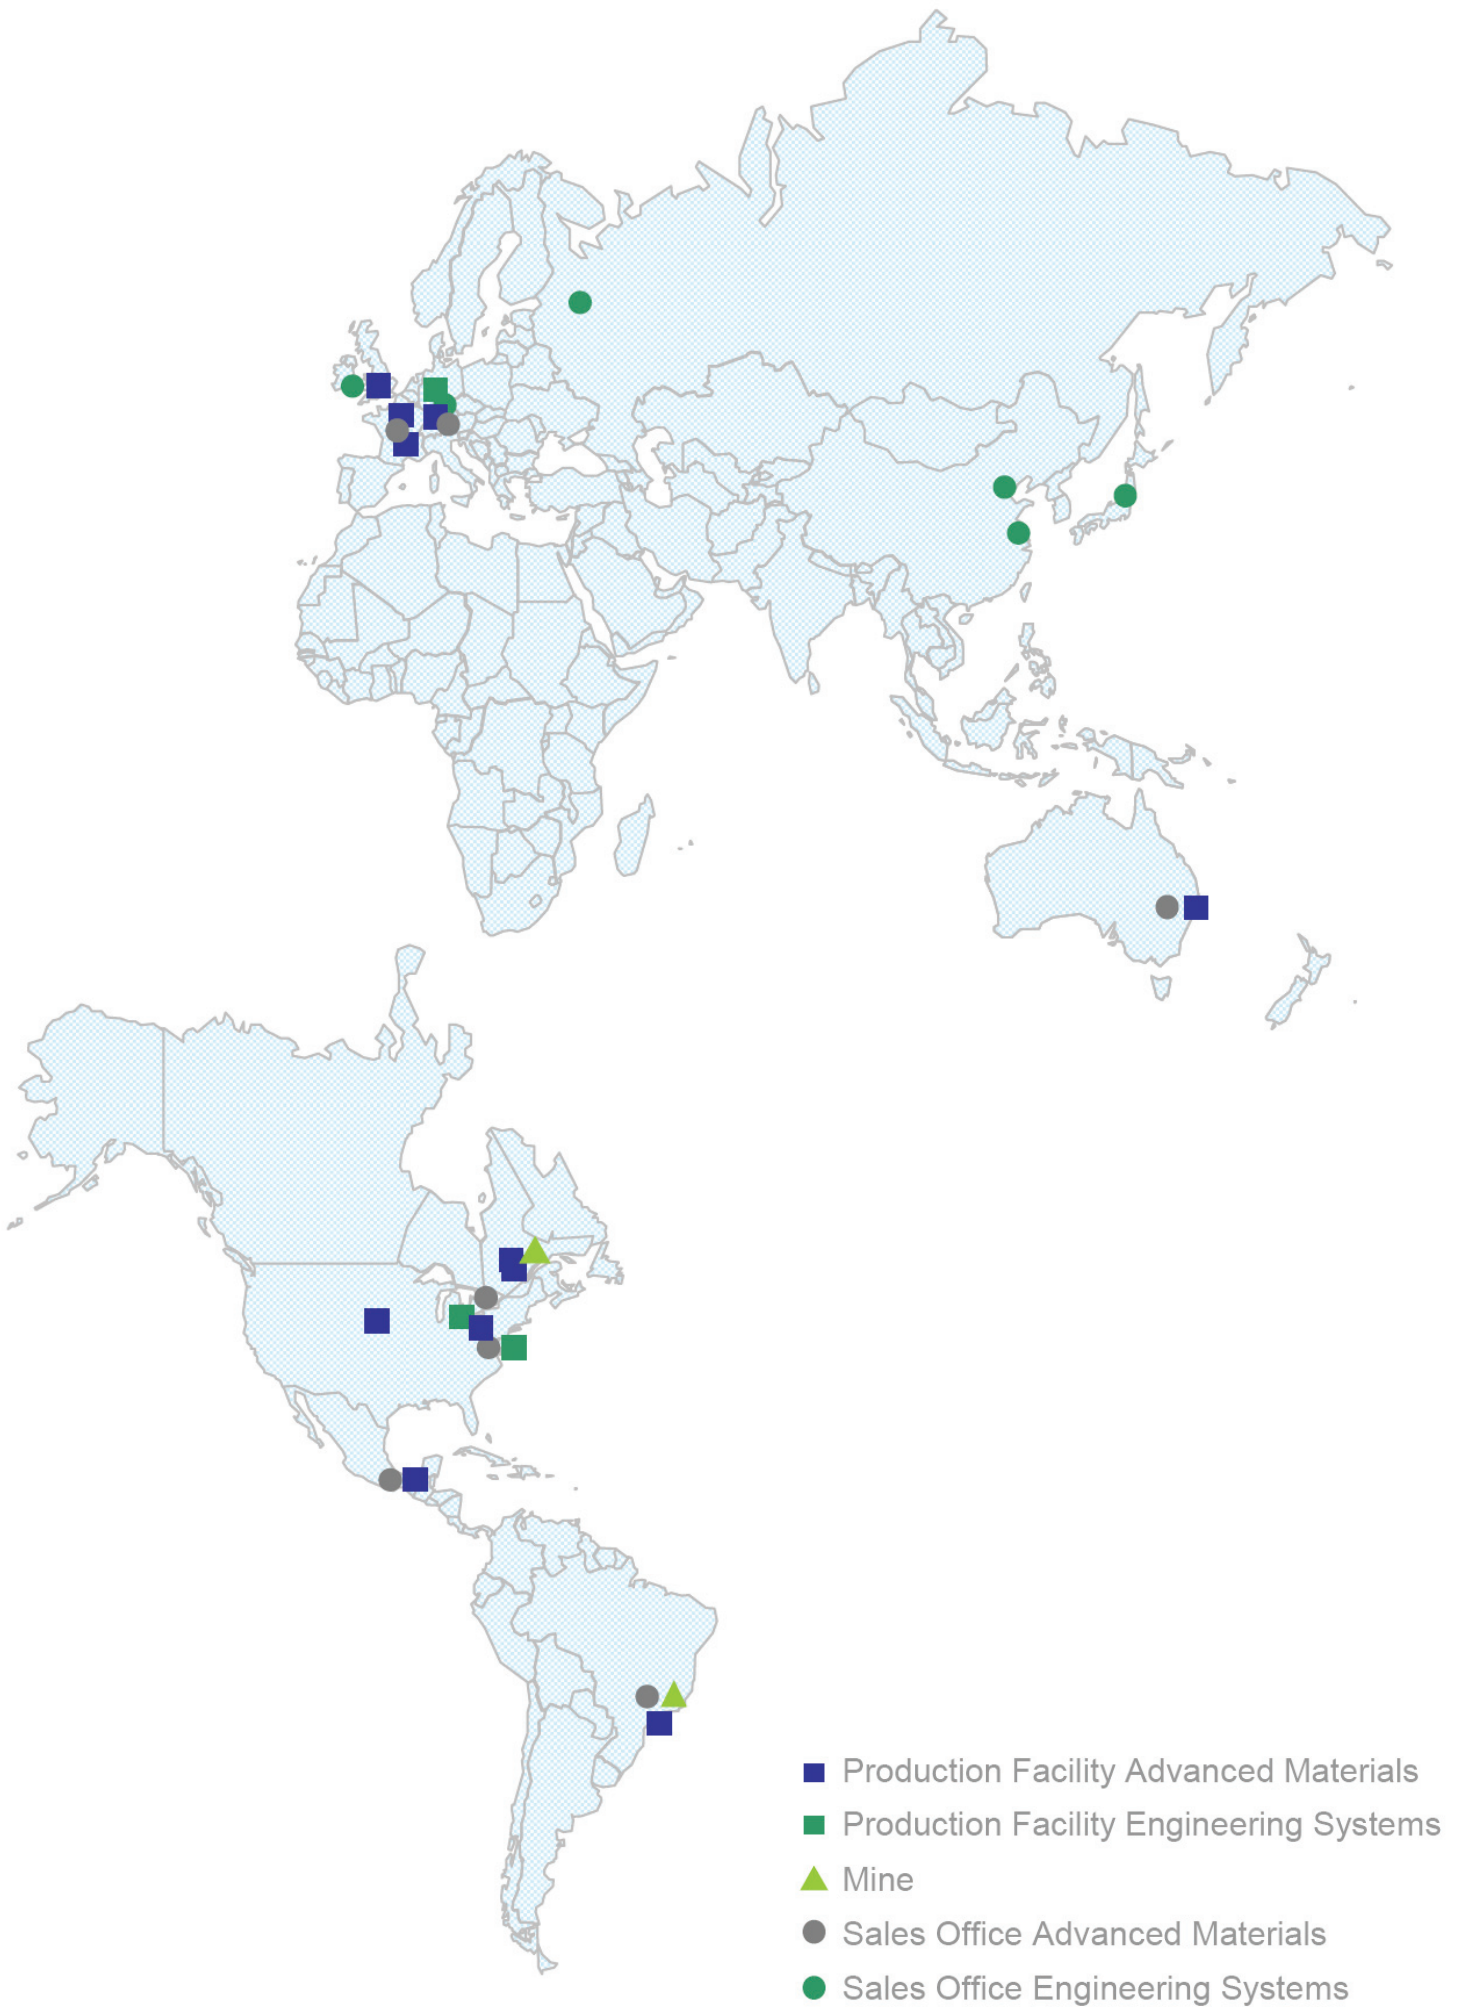 Production Facility Advanced Materials
Production Facility Engineering Systems
Mine
Sales Office Advanced Materials
Sales Office Engineering Systems